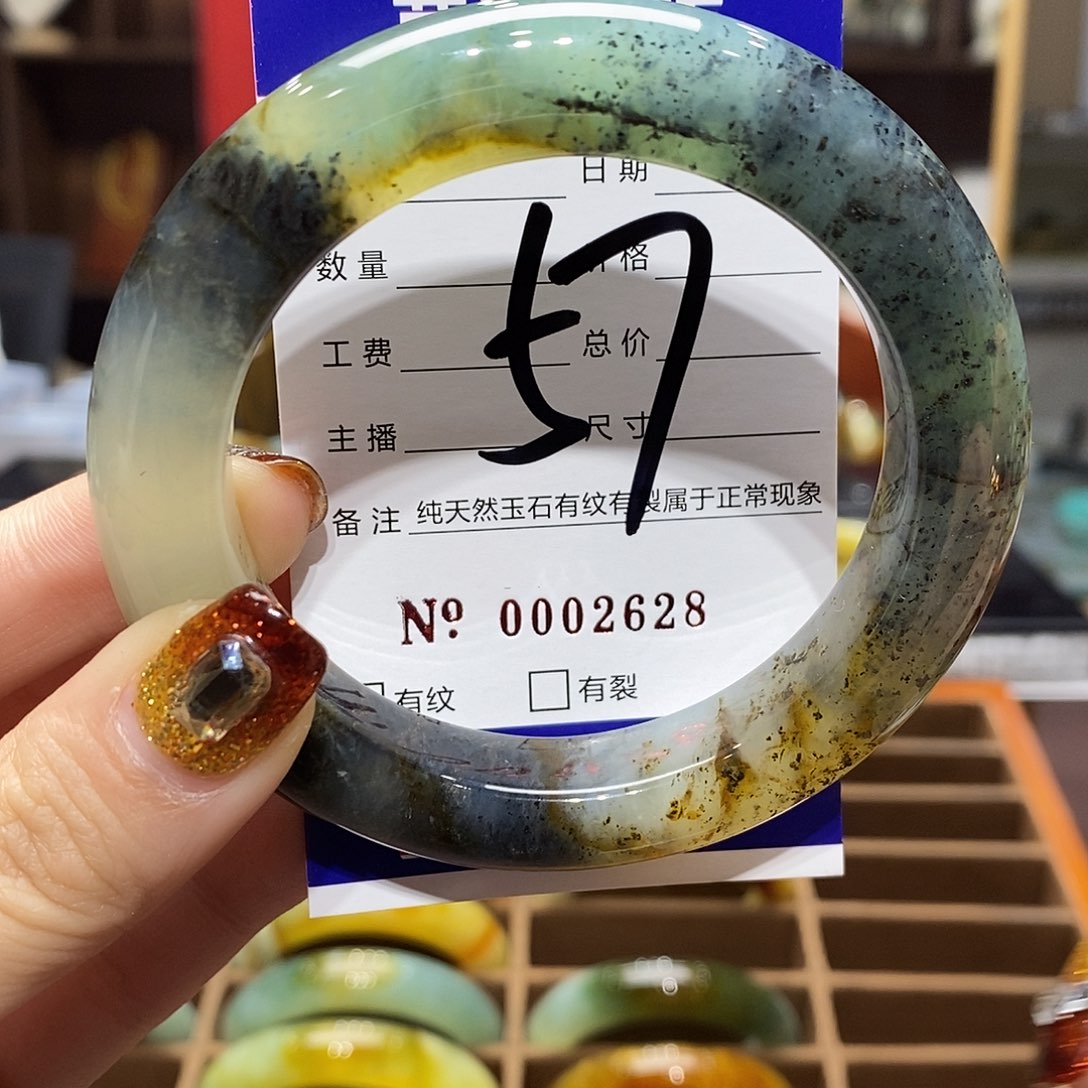 日期
数量 价格
57
工费 总价
主播 尺寸
备注 纯天然玉石有纹有裂属于正常现象
№ 0002628
有纹 有裂